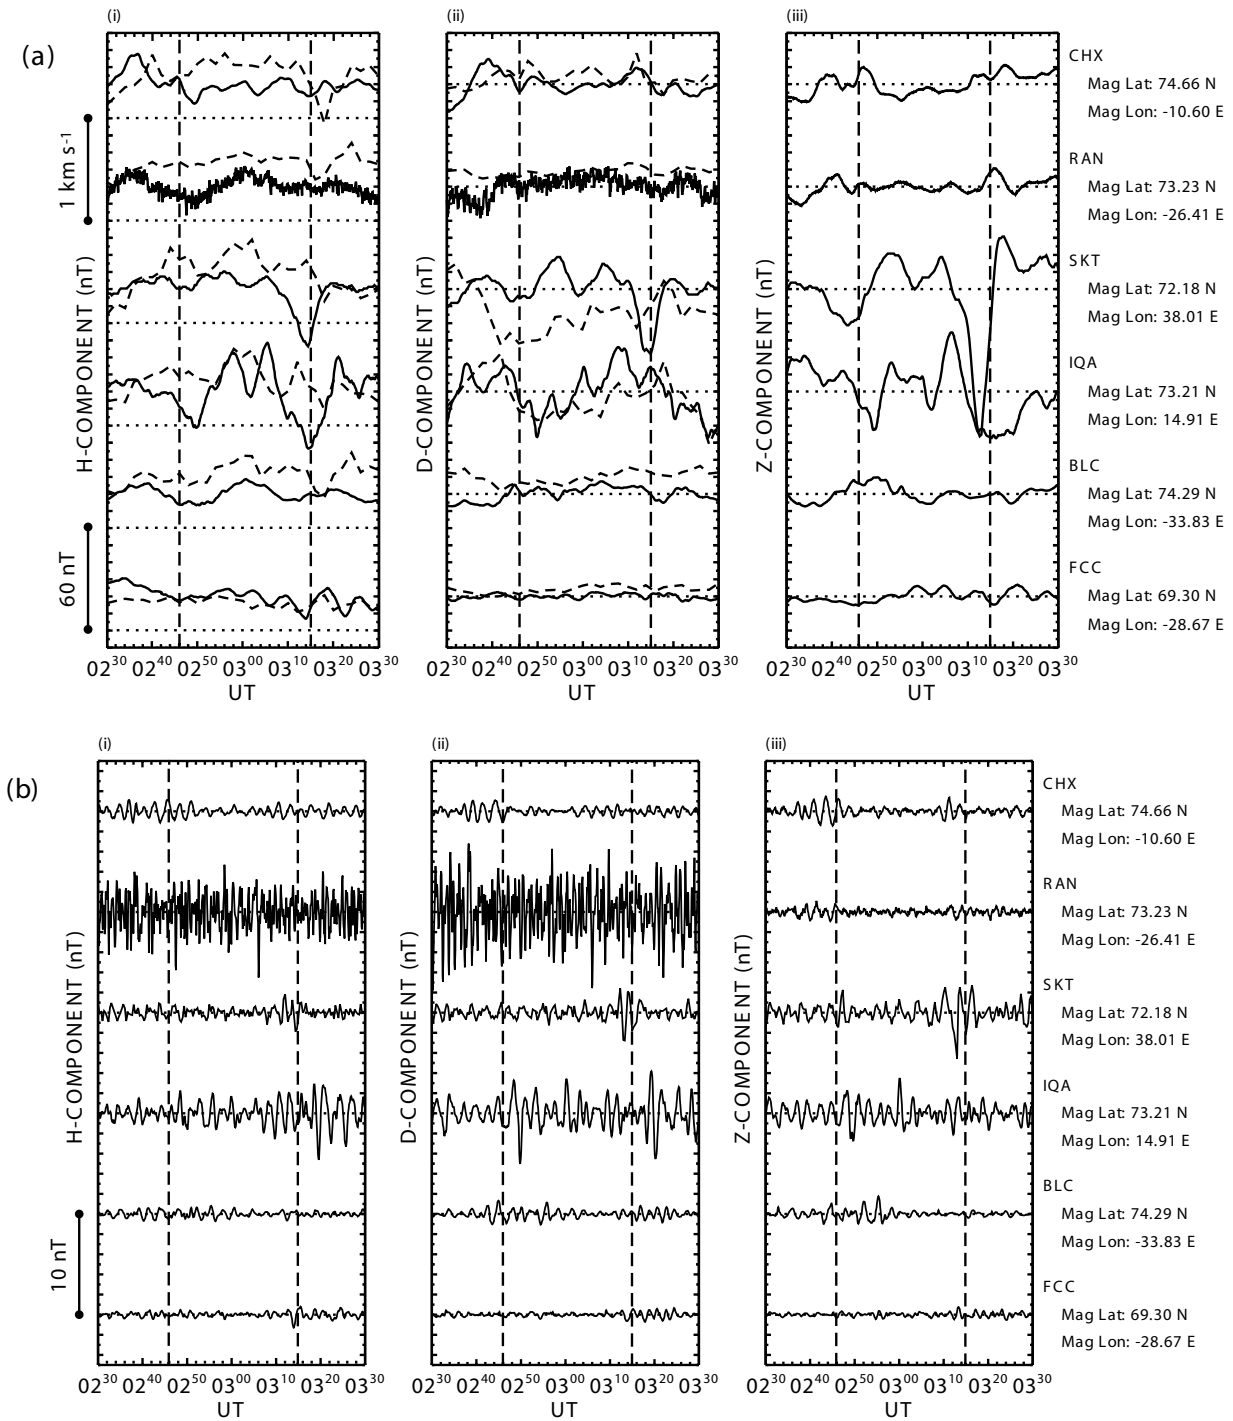 (a)
(i)
(ii)
(iii)
1 km s⁻¹
60 nT
H-COMPONENT (nT)
D-COMPONENT (nT)
Z-COMPONENT (nT)
CHX
Mag Lat: 74.66 N
Mag Lon: -10.60 E
RAN
Mag Lat: 73.23 N
Mag Lon: -26.41 E
SKT
Mag Lat: 72.18 N
Mag Lon: 38.01 E
IQA
Mag Lat: 73.21 N
Mag Lon: 14.91 E
BLC
Mag Lat: 74.29 N
Mag Lon: -33.83 E
FCC
Mag Lat: 69.30 N
Mag Lon: -28.67 E
02³⁰ 02⁴⁰ 02⁵⁰ 03⁰⁰ 03¹⁰ 03²⁰ 03³⁰
UT
02³⁰ 02⁴⁰ 02⁵⁰ 03⁰⁰ 03¹⁰ 03²⁰ 03³⁰
UT
02³⁰ 02⁴⁰ 02⁵⁰ 03⁰⁰ 03¹⁰ 03²⁰ 03³⁰
UT
(b)
(i)
(ii)
(iii)
10 nT
H-COMPONENT (nT)
D-COMPONENT (nT)
Z-COMPONENT (nT)
CHX
Mag Lat: 74.66 N
Mag Lon: -10.60 E
RAN
Mag Lat: 73.23 N
Mag Lon: -26.41 E
SKT
Mag Lat: 72.18 N
Mag Lon: 38.01 E
IQA
Mag Lat: 73.21 N
Mag Lon: 14.91 E
BLC
Mag Lat: 74.29 N
Mag Lon: -33.83 E
FCC
Mag Lat: 69.30 N
Mag Lon: -28.67 E
02³⁰ 02⁴⁰ 02⁵⁰ 03⁰⁰ 03¹⁰ 03²⁰ 03³⁰
UT
02³⁰ 02⁴⁰ 02⁵⁰ 03⁰⁰ 03¹⁰ 03²⁰ 03³⁰
UT
02³⁰ 02⁴⁰ 02⁵⁰ 03⁰⁰ 03¹⁰ 03²⁰ 03³⁰
UT